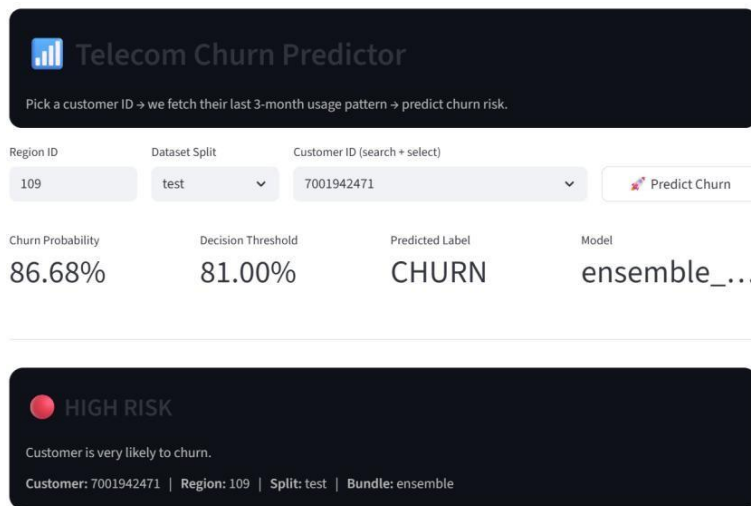 Telecom Churn Predictor
Pick a customer ID → we fetch their last 3-month usage pattern → predict churn risk.
Region ID
Dataset Split
Customer ID (search + select)
109
test
7001942471
Predict Churn
Churn Probability
Decision Threshold
Predicted Label
Model
86.68%
81.00%
CHURN
ensemble_...
HIGH RISK
Customer is very likely to churn.
Customer: 7001942471 | Region: 109 | Split: test | Bundle: ensemble